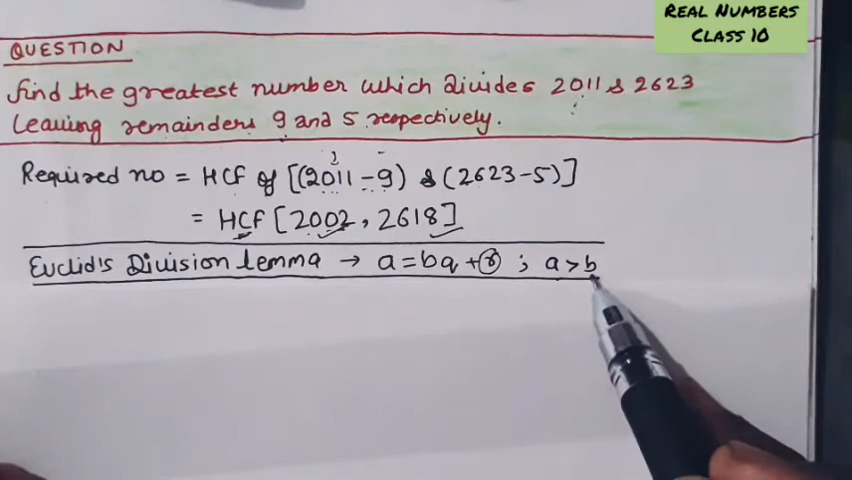 REAL NUMBERS
CLASS 10
QUESTION
find the greatest number which divides 2011 & 2623
leaving remainders 9 and 5 respectively.
Required no = HCF of [(2011-9) & (2623-5)]
= HCF [2002, 2618]
Euclid's Division lemma → a=bq+r ; a>b